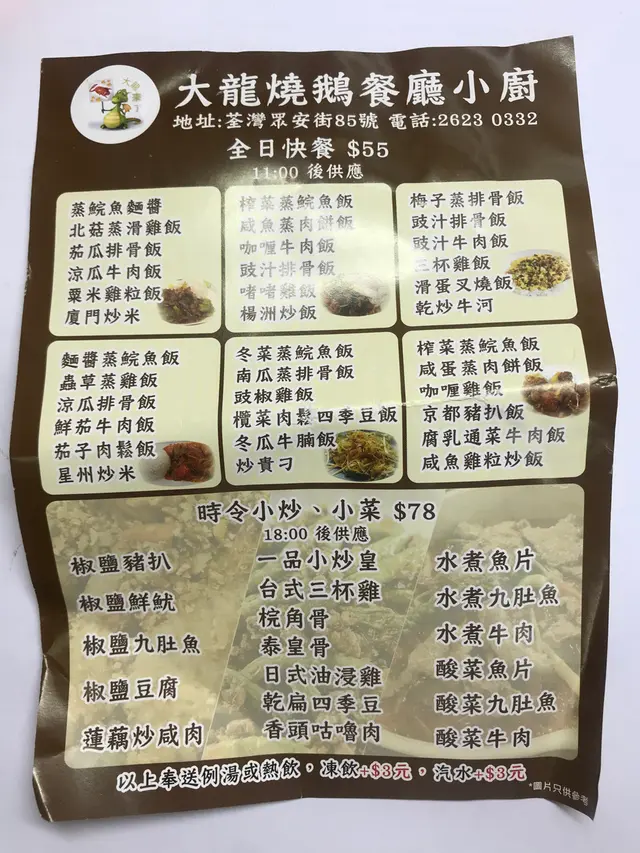 大龍燒鵝餐廳小廚
地址:荃灣眾安街85號 電話:2623 0332
全日快餐 $55
11:00 後供應
蒸鯇魚麵醬
北菇蒸滑雞飯
茄瓜排骨飯
涼瓜牛肉飯
粟米雞粒飯
廈門炒米
榨菜蒸鯇魚飯
咸魚蒸肉餅飯
咖喱牛肉飯
豉汁排骨飯
啫啫雞飯
楊洲炒飯
梅子蒸排骨飯
豉汁排骨飯
豉汁牛肉飯
三杯雞飯
滑蛋叉燒飯
乾炒牛河
麵醬蒸鯇魚飯
蟲草蒸雞飯
涼瓜排骨飯
鮮茄牛肉飯
茄子肉鬆飯
星州炒米
冬菜蒸鯇魚飯
南瓜蒸排骨飯
豉椒雞飯
欖菜肉鬆四季豆飯
冬瓜牛腩飯
炒貴刁
榨菜蒸鯇魚飯
咸蛋蒸肉餅飯
咖喱雞飯
京都豬扒飯
腐乳通菜牛肉飯
咸魚雞粒炒飯
時令小炒、小菜 $78
18:00 後供應
椒鹽豬扒
椒鹽鮮魷
椒鹽九肚魚
椒鹽豆腐
蓮藕炒咸肉
一品小炒皇
台式三杯雞
梡角骨
泰皇骨
日式油浸雞
乾扁四季豆
香頭咕嚕肉
水煮魚片
水煮九肚魚
水煮牛肉
酸菜魚片
酸菜九肚魚
酸菜牛肉
以上奉送例湯或熱飲，凍飲+$3元，汽水+$3元
*圖片只供參考